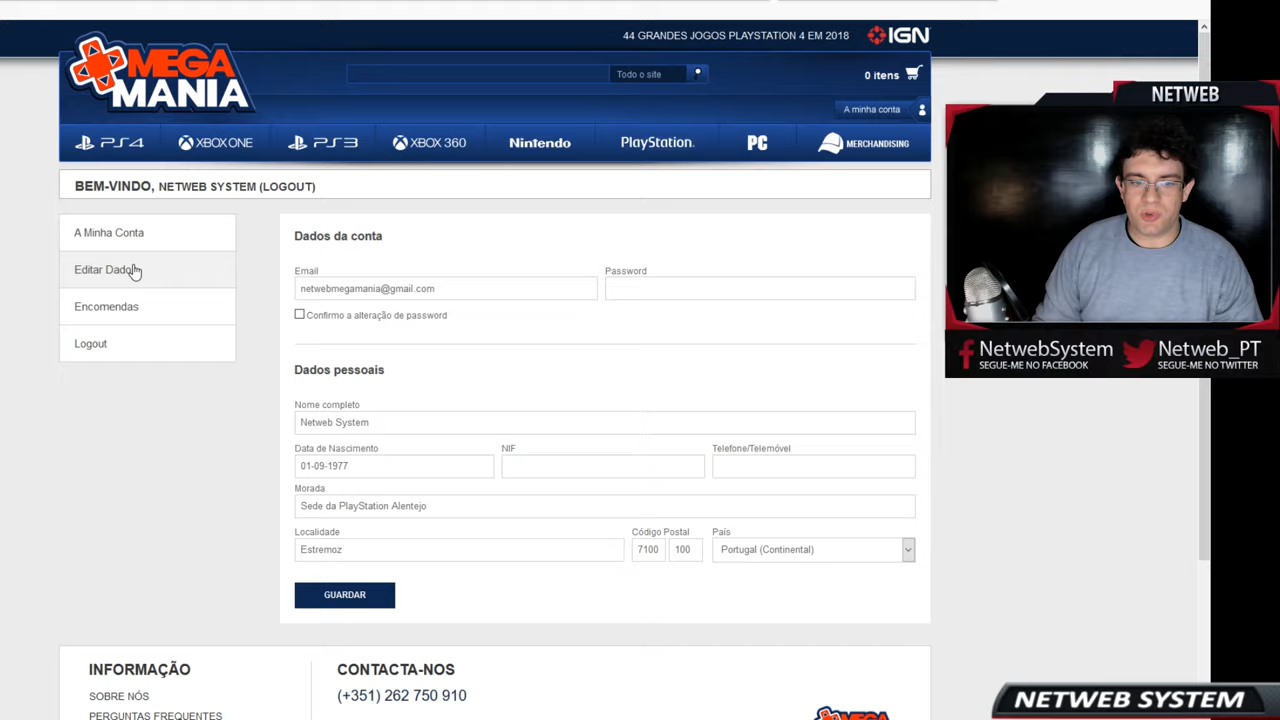 44 GRANDES JOGOS PLAYSTATION 4 EM 2018 IGN
MEGA
MANIA
Todo o site
0 itens
A minha conta
PS4 XBOX ONE PS3 XBOX 360 Nintendo PlayStation. PC MERCHANDISING
BEM-VINDO, NETWEB SYSTEM (LOGOUT)
A Minha Conta
Editar Dados
Encomendas
Logout
Dados da conta
Email Password
netwebmegamania@gmail.com
Confirmo a alteração de password
Dados pessoais
Nome completo
Netweb System
Data de Nascimento NIF Telefone/Telemóvel
01-09-1977
Morada
Sede da PlayStation Alentejo
Localidade Código Postal País
Estremoz 7100 100 Portugal (Continental)
GUARDAR
INFORMAÇÃO
SOBRE NÓS
PERGUNTAS FREQUENTES
CONTACTA-NOS
(+351) 262 750 910
MEGA
NETWEB
NetwebSystem
SEGUE-ME NO FACEBOOK
Netweb_PT
SEGUE-ME NO TWITTER
NETWEB SYSTEM